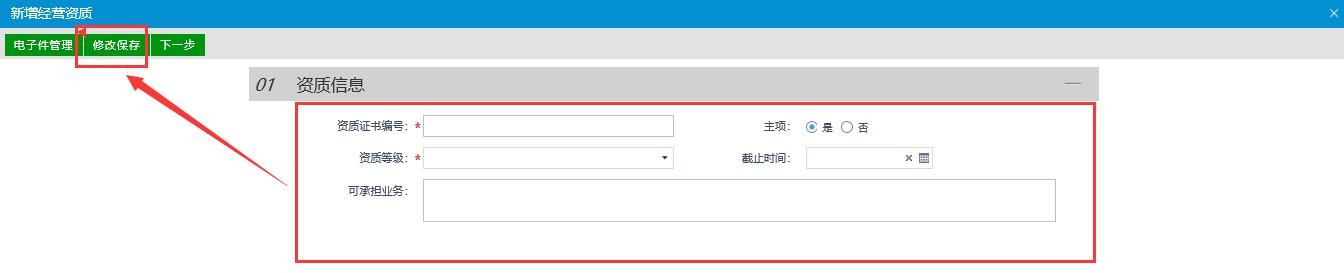 新增经营资质
电子件管理 修改保存 下一步
01 资质信息
资质证书编号： * 主项： 是 否
资质等级： * 截止时间：
可承担业务：